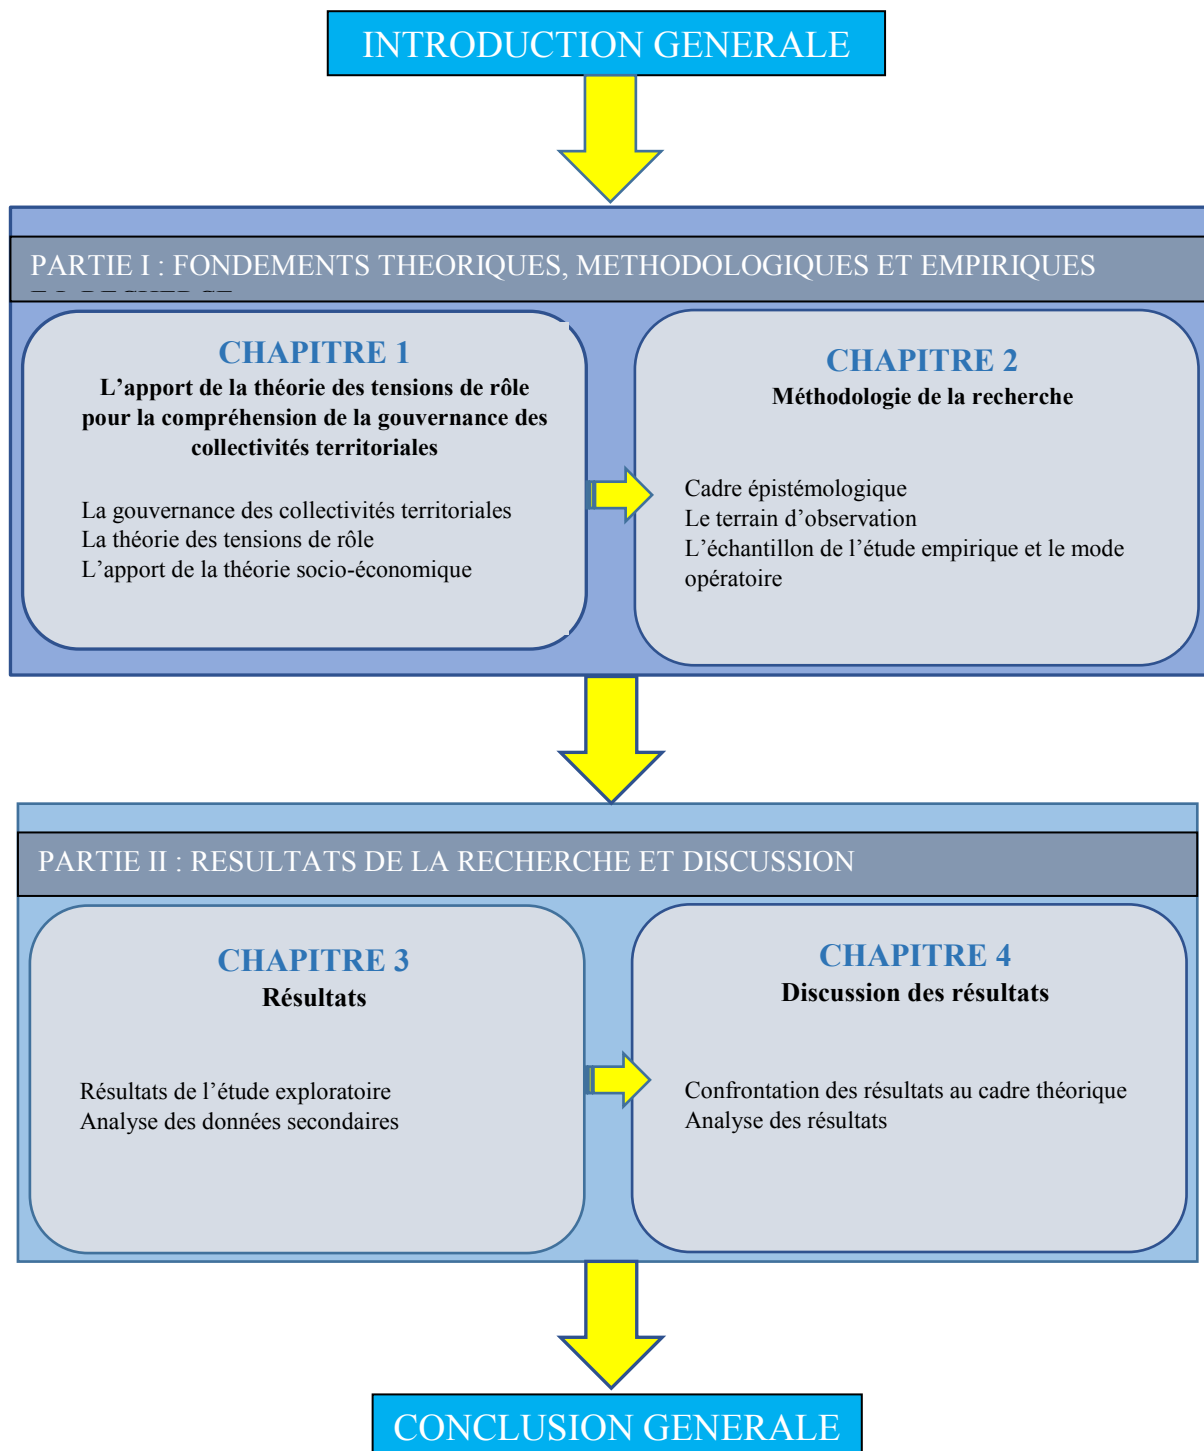 INTRODUCTION GENERALE
PARTIE I : FONDEMENTS THEORIQUES, METHODOLOGIQUES ET EMPIRIQUES
CHAPITRE 1
L’apport de la théorie des tensions de rôle
pour la compréhension de la gouvernance des
collectivités territoriales
La gouvernance des collectivités territoriales
La théorie des tensions de rôle
L’apport de la théorie socio-économique
CHAPITRE 2
Méthodologie de la recherche
Cadre épistémologique
Le terrain d’observation
L’échantillon de l’étude empirique et le mode
opératoire
PARTIE II : RESULTATS DE LA RECHERCHE ET DISCUSSION
CHAPITRE 3
Résultats
Résultats de l’étude exploratoire
Analyse des données secondaires
CHAPITRE 4
Discussion des résultats
Confrontation des résultats au cadre théorique
Analyse des résultats
CONCLUSION GENERALE